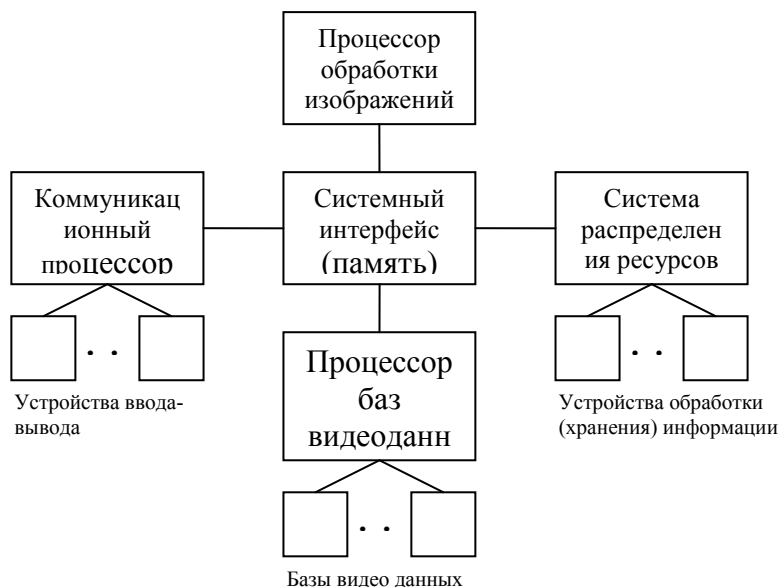 Процессор
обработки
изображений
Коммуникац
ионный
процессор
Системный
интерфейс
(память)
Система
распределен
ия ресурсов
. .
. .
Устройства ввода-
вывода
Процессор
баз
видеоданн
Устройства обработки
(хранения) информации
. .
Базы видео данных